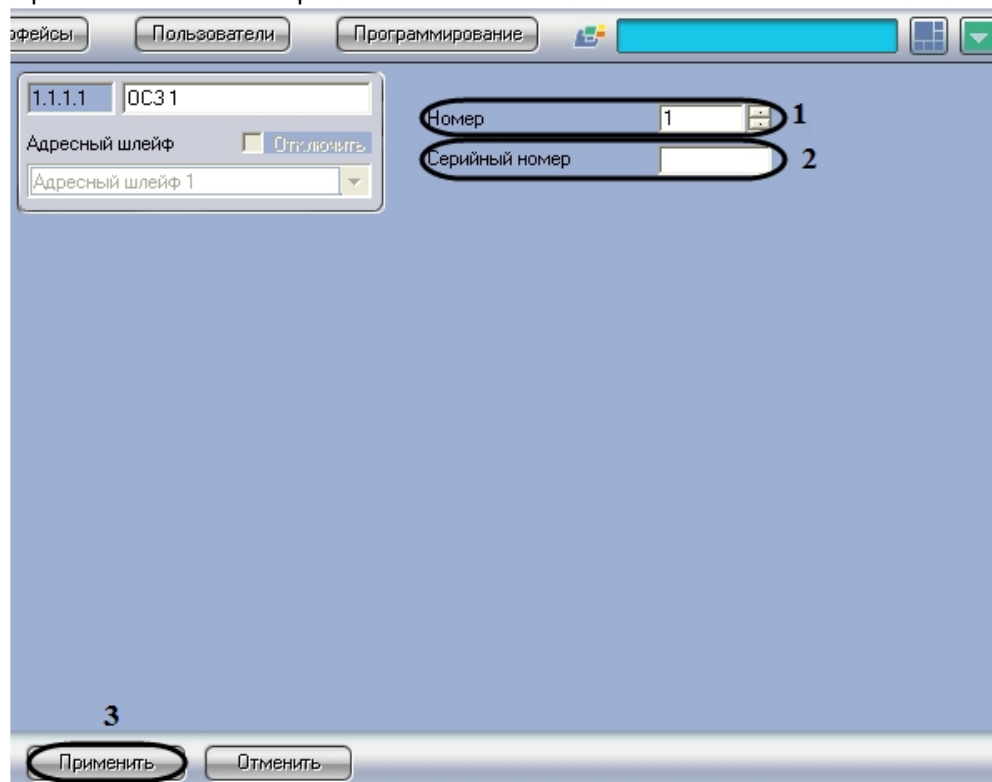 офейсы Пользователи Программирование
1.1.1.1 ОСЗ 1
Номер 1 1
Адресный шлейф Отключить
Серийный номер 2
Адресный шлейф 1
3
Применить Отменить